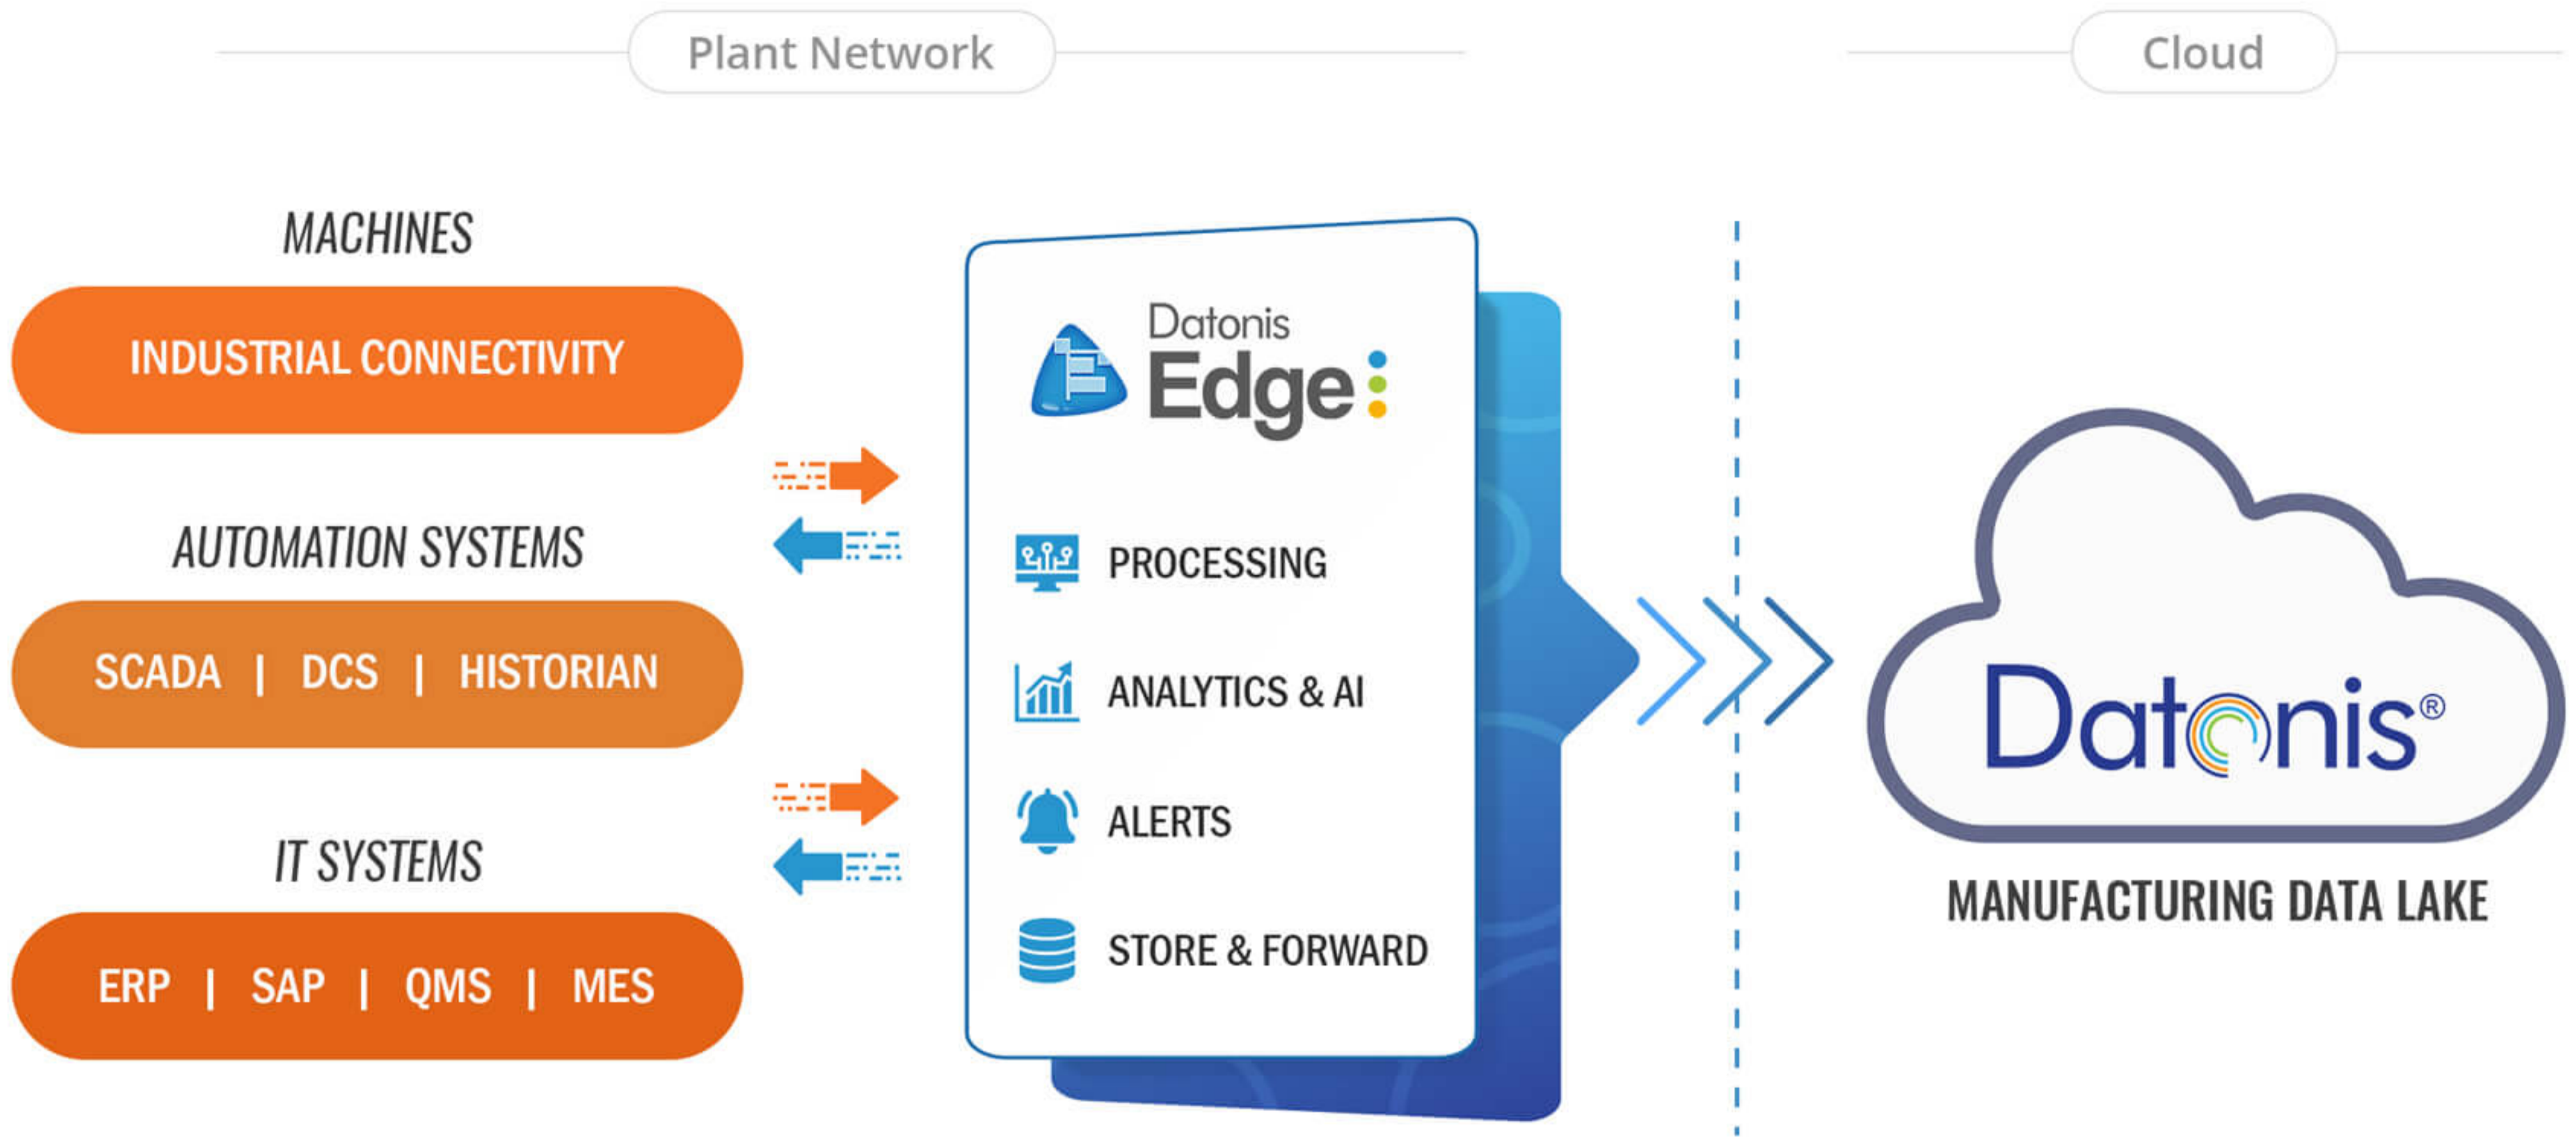 Plant Network
Cloud
MACHINES
INDUSTRIAL CONNECTIVITY
AUTOMATION SYSTEMS
SCADA | DCS | HISTORIAN
IT SYSTEMS
ERP | SAP | QMS | MES
Datonis
Edge
PROCESSING
ANALYTICS & AI
ALERTS
STORE & FORWARD
Datonis®
MANUFACTURING DATA LAKE